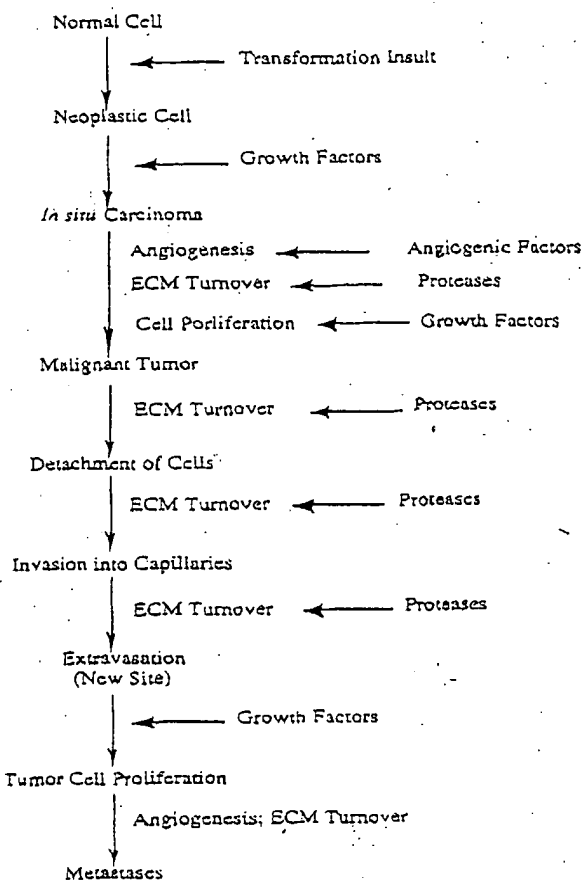 Normal Cell
Transformation Insult
Neoplastic Cell
Growth Factors
In situ Carcinoma
Angiogenesis Angiogenic Factors
ECM Turnover Proteases
Cell Porliferation Growth Factors
Malignant Tumor
ECM Turnover Proteases
Detachment of Cells
ECM Turnover Proteases
Invasion into Capillaries
ECM Turnover Proteases
Extravasation
(New Site)
Growth Factors
Tumor Cell Proliferation
Angiogenesis; ECM Turnover
Metastases